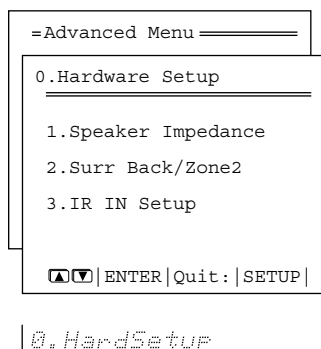 =Advanced Menu
0.Hardware Setup
1.Speaker Impedance
2.Surr Back/Zone2
3.IR IN Setup
▲▼|ENTER|Quit:|SETUP|
0.HardSetup